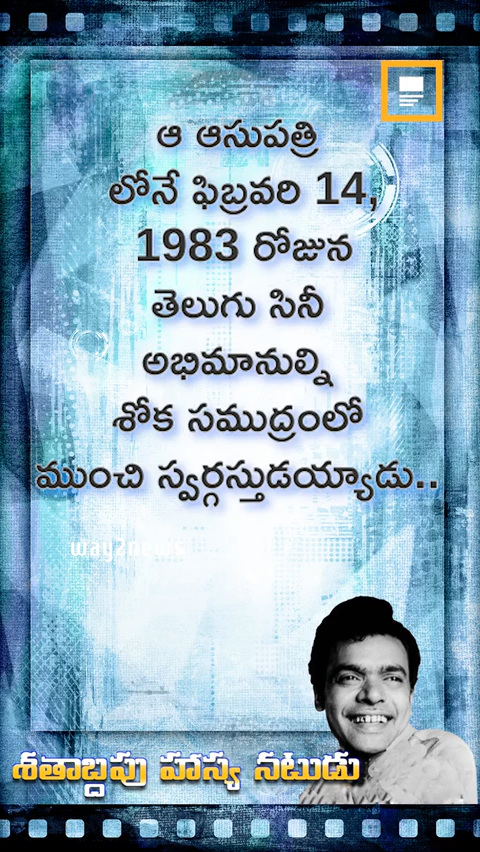 ఆ ఆసుపత్రి
లోనే ఫిబ్రవరి 14,
1983 రోజున
తెలుగు సినీ
అభిమానుల్ని
శోక సముద్రంలో
ముంచి స్వర్గస్తుడయ్యాడు..
way2news
శతాబ్దపు హాస్య నటుడు